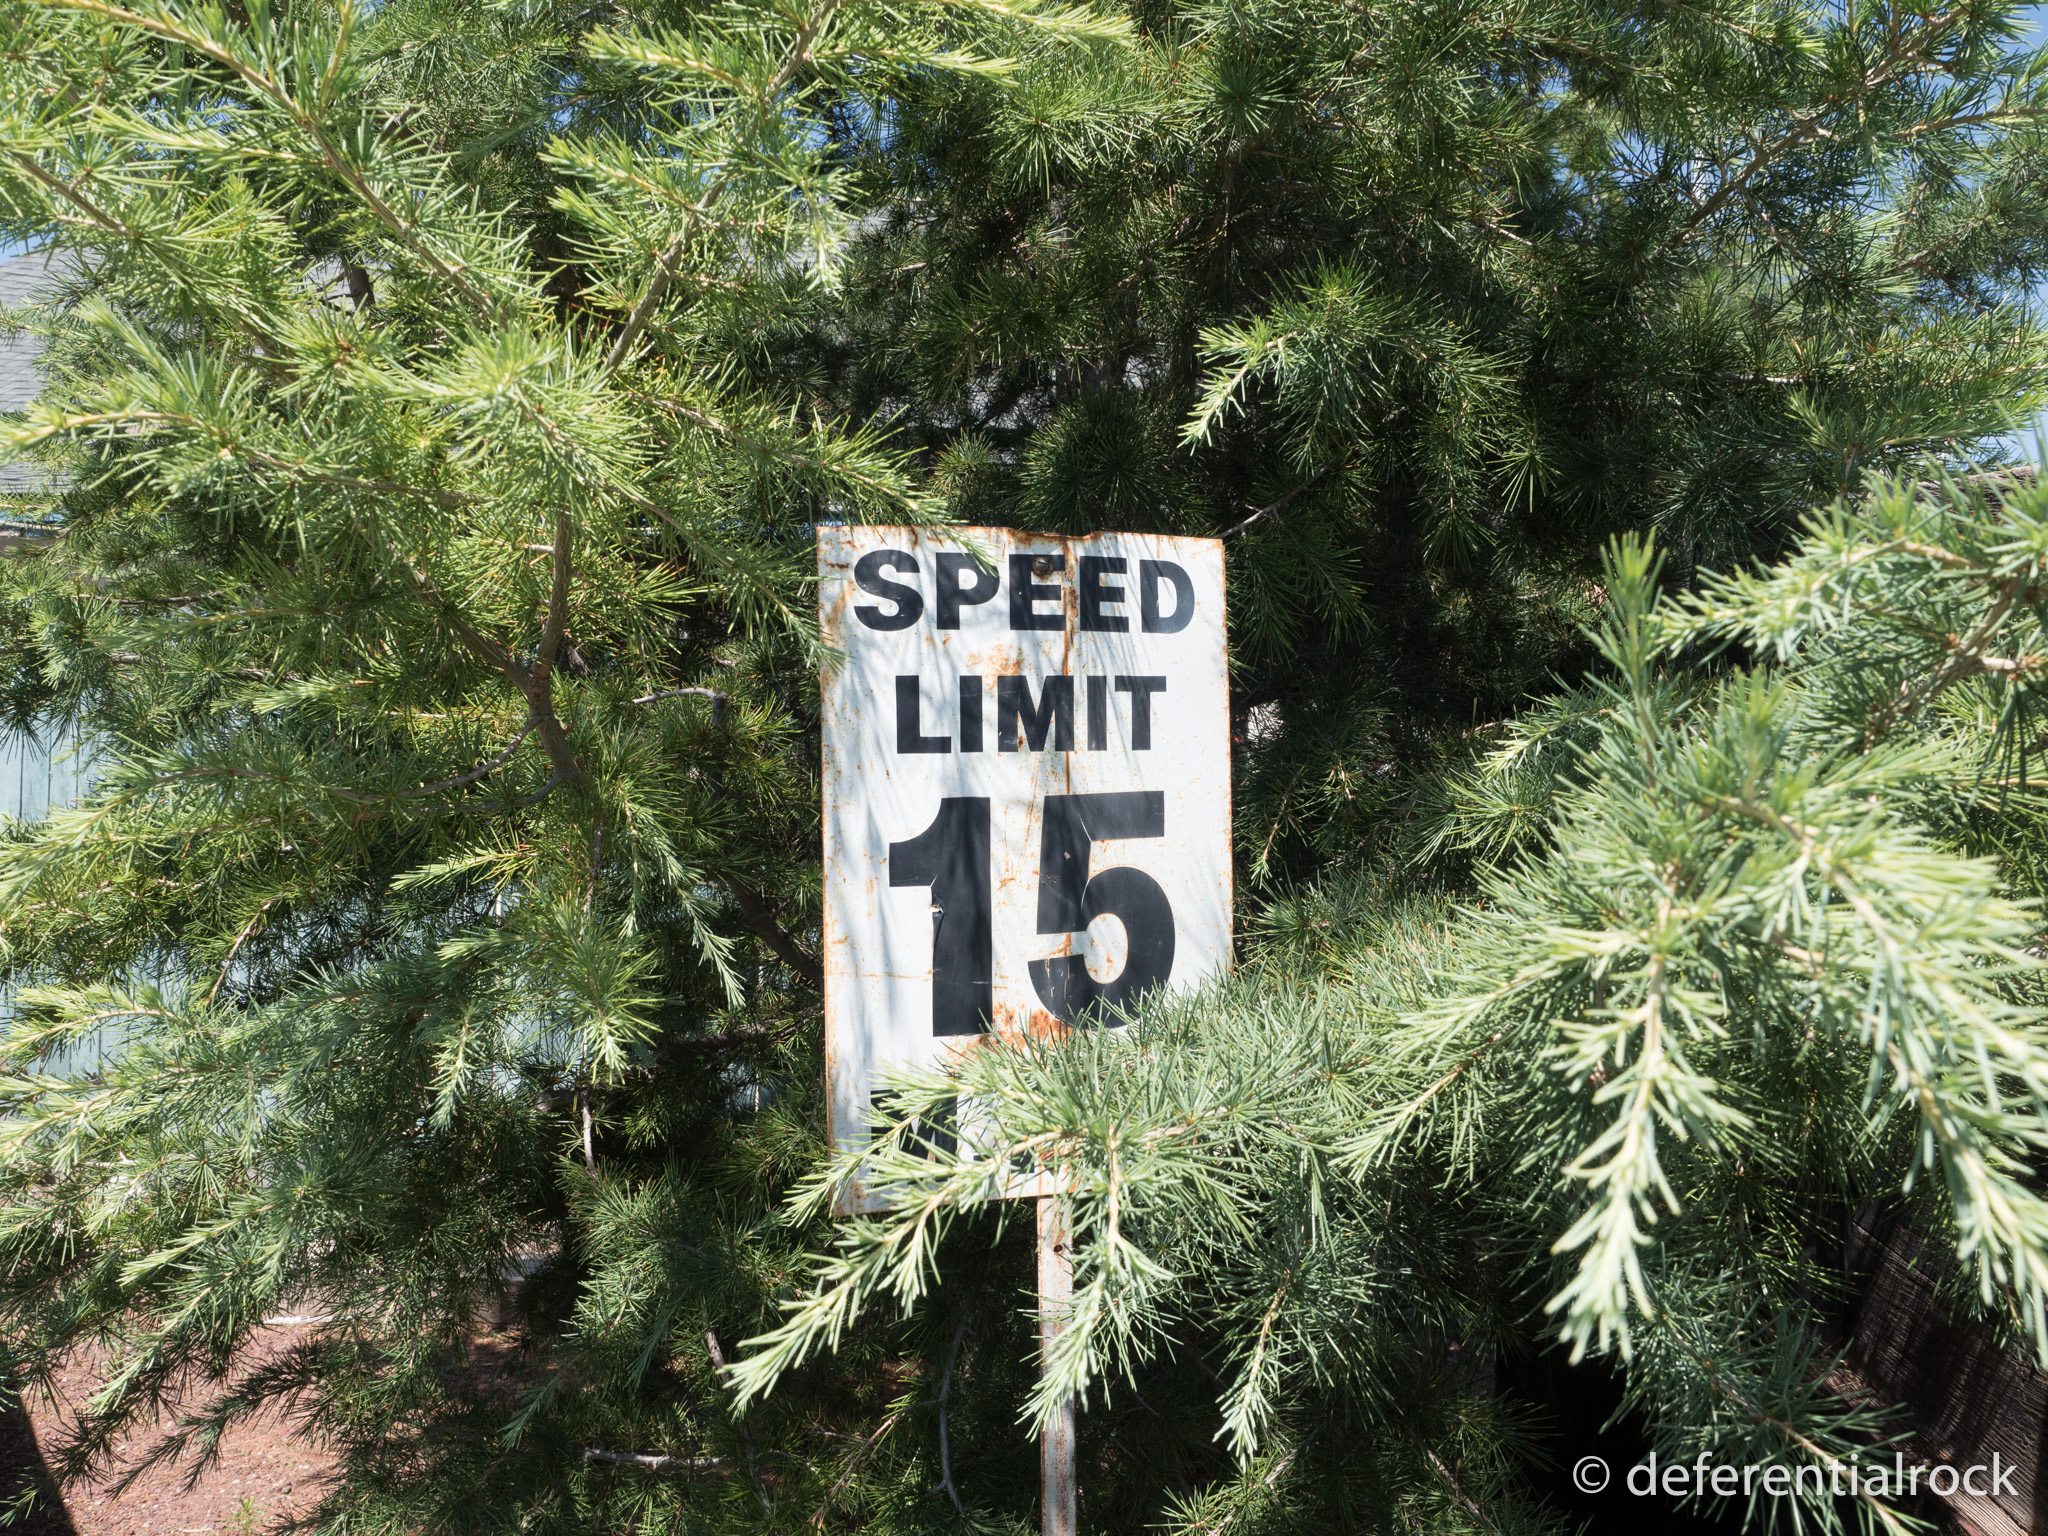 SPEED
LIMIT
15
© deferentialrock